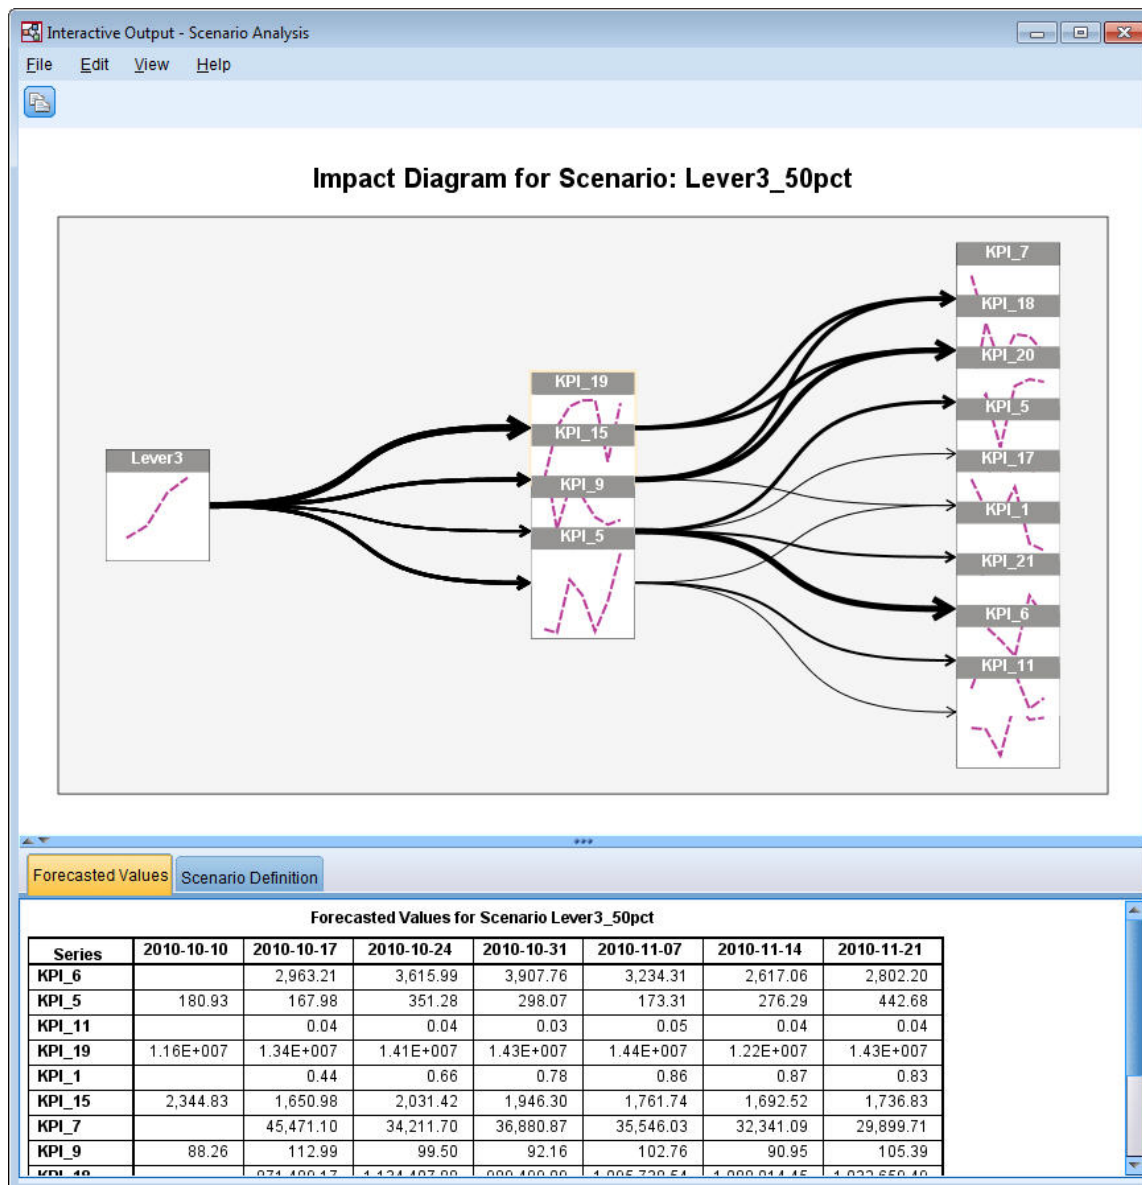 Interactive Output - Scenario Analysis
File Edit View Help
Impact Diagram for Scenario: Lever3_50pct
KPI_7
KPI_18
KPI_20
KPI_19
KPI_5
KPI_15
Lever3
KPI_17
KPI_9
KPI_1
KPI_5
KPI_21
KPI_6
KPI_11
Forecasted Values Scenario Definition
Forecasted Values for Scenario Lever3_50pct
Series 2010-10-10 2010-10-17 2010-10-24 2010-10-31 2010-11-07 2010-11-14 2010-11-21
KPI_6 2,963.21 3,615.99 3,907.76 3,234.31 2,617.06 2,802.20
KPI_5 180.93 167.98 351.28 298.07 173.31 276.29 442.68
KPI_11 0.04 0.04 0.03 0.05 0.04 0.04
KPI_19 1.16E+007 1.34E+007 1.41E+007 1.43E+007 1.44E+007 1.22E+007 1.43E+007
KPI_1 0.44 0.66 0.78 0.86 0.87 0.83
KPI_15 2,344.83 1,650.98 2,031.42 1,946.30 1,761.74 1,692.52 1,736.83
KPI_7 45,471.10 34,211.70 36,880.87 35,546.03 32,341.09 29,899.71
KPI_9 88.26 112.99 99.50 92.16 102.76 90.95 105.39
KPI_18